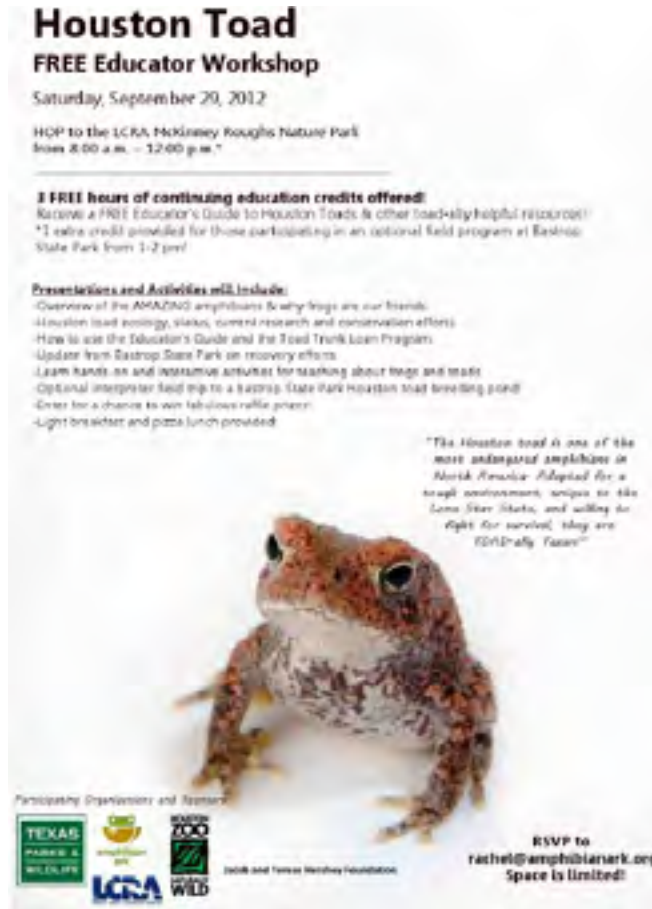 Houston Toad
FREE Educator Workshop
Saturday, September 29, 2012
HOP to the LCRA McKinney Roughs Nature Park
from 8:00 a.m. – 12:00 p.m.*
3 FREE hours of continuing education credits offered!
Receive a FREE Educator's Guide to Houston Toads & other toad-ally helpful resources!
*1 extra credit provided for those participating in an optional field program at Bastrop
State Park from 1-2 pm!
Presentations and Activities will Include:
-Overview of the AMAZING amphibians & why frogs are our friends
-Houston toad ecology, status, current research and conservation efforts
-How to use the Educator's Guide and the Toad Trunk Loan Program
-Update from Bastrop State Park on recovery efforts
-Learn hands-on and interactive activities for teaching about frogs and toads
-Optional interpreter field trip to a Bastrop State Park Houston toad breeding pond!
-Enter for a chance to win fabulous raffle prizes!
-Light breakfast and pizza lunch provided!
"The Houston toad is one of the
most endangered amphibians in
North America. Adapted for a
tough environment, unique to the
Lone Star State, and willing to
fight for survival, they are
TOAD-ally Texan"
Participating Organizations and Sponsors
TEXAS
PARKS &
WILDLIFE
amphibian
ark
LCRA
HOUSTON
ZOO
NATURALLY
WILD
Jacob and Terese Hershey Foundation
RSVP to
rachel@amphibianark.org
Space is limited!